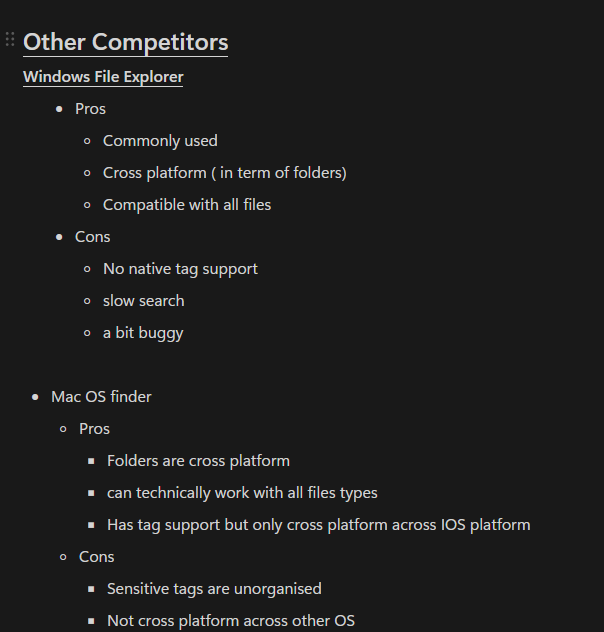 Other Competitors
Windows File Explorer
Pros
Commonly used
Cross platform ( in term of folders)
Compatible with all files
Cons
No native tag support
slow search
a bit buggy
Mac OS finder
Pros
Folders are cross platform
can technically work with all files types
Has tag support but only cross platform across IOS platform
Cons
Sensitive tags are unorganised
Not cross platform across other OS